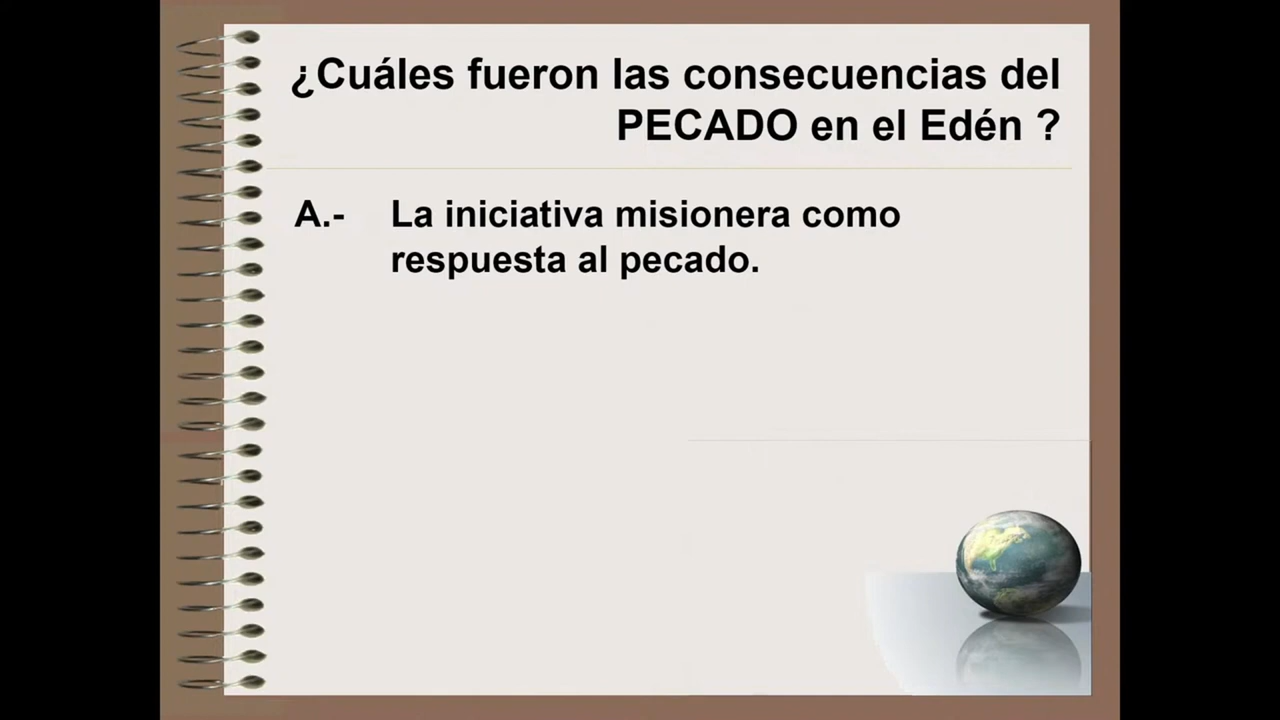 ¿Cuáles fueron las consecuencias del
PECADO en el Edén ?
A.- La iniciativa misionera como
respuesta al pecado.